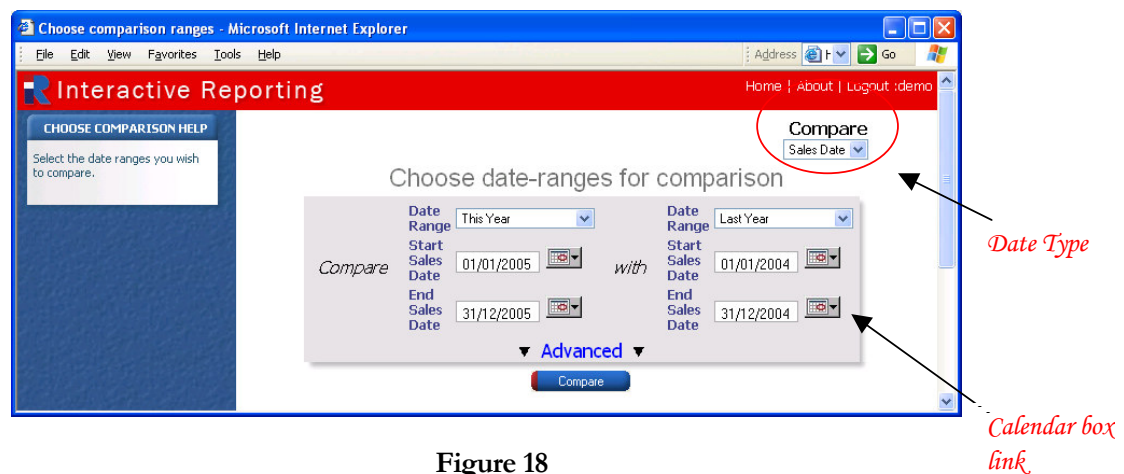 Choose comparison ranges - Microsoft Internet Explorer
File Edit View Favorites Tools Help
Address H Go
Interactive Reporting
Home | About | Logout :demo
CHOOSE COMPARISON HELP
Select the date ranges you wish
to compare.
Compare
Sales Date
Choose date-ranges for comparison
Date
Range
This Year
Date
Range
Last Year
Compare
Start
Sales
Date
01/01/2005
with
Start
Sales
Date
01/01/2004
End
Sales
Date
31/12/2005
End
Sales
Date
31/12/2004
Advanced
Compare
Date Type
Calendar box
link
Figure 18